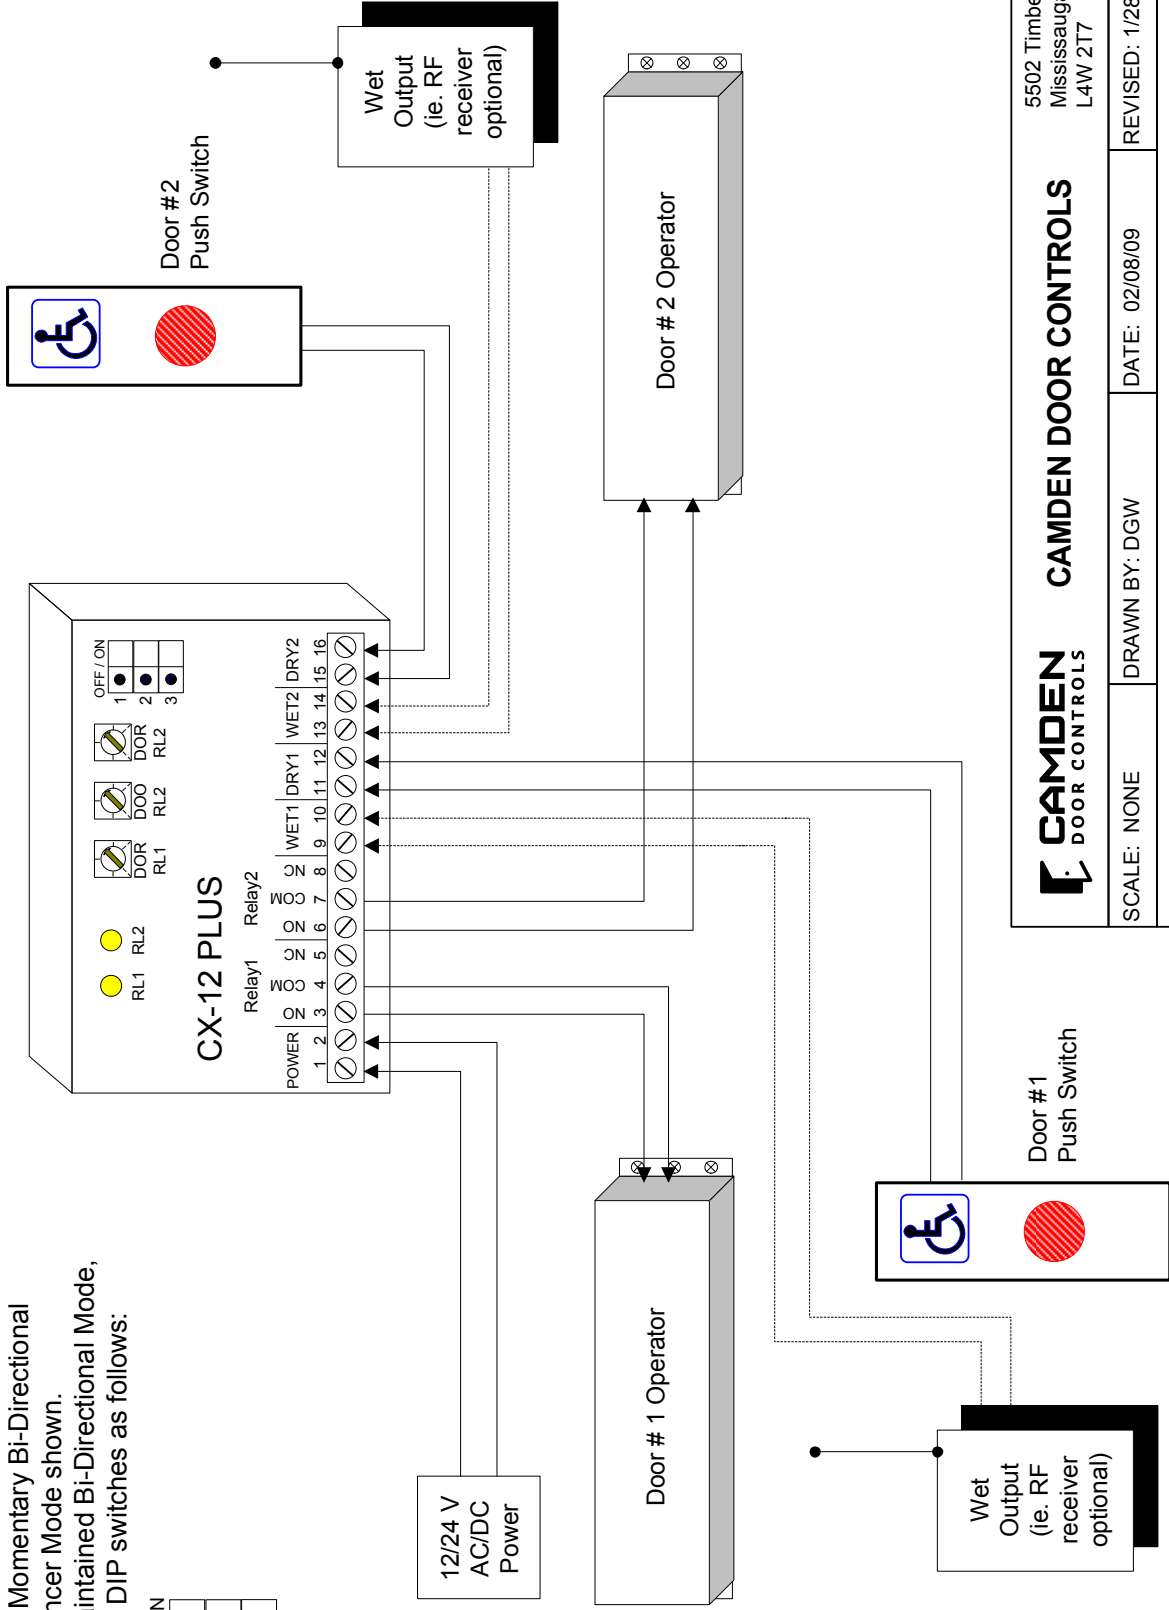 Momentary Bi-Directional
Mode shown.
Bi-Directional Mode,
DIP switches as follows:
12/24 V
AC/DC
Power
CX-12 PLUS
RL1
RL2
DOR
RL1
DOO
RL2
DOR
RL2
OFF / ON
1
2
3
Relay1
Relay2
POWER
NO
COM
NC
NO
COM
NC
WET1
DRY1
WET2
DRY2
1 2 3 4 5 6 7 8 9 10 11 12 13 14 15 16
Door #2
Push Switch
Wet
Output
(ie. RF
receiver
optional)
Door # 1 Operator
Door # 2 Operator
Wet
Output
(ie. RF
receiver
optional)
Door #1
Push Switch
CAMDEN
DOOR CONTROLS
CAMDEN DOOR CONTROLS
5502
L4W 2T7
SCALE: NONE
DRAWN BY: DGW
DATE: 02/08/09
REVISED: 1/28